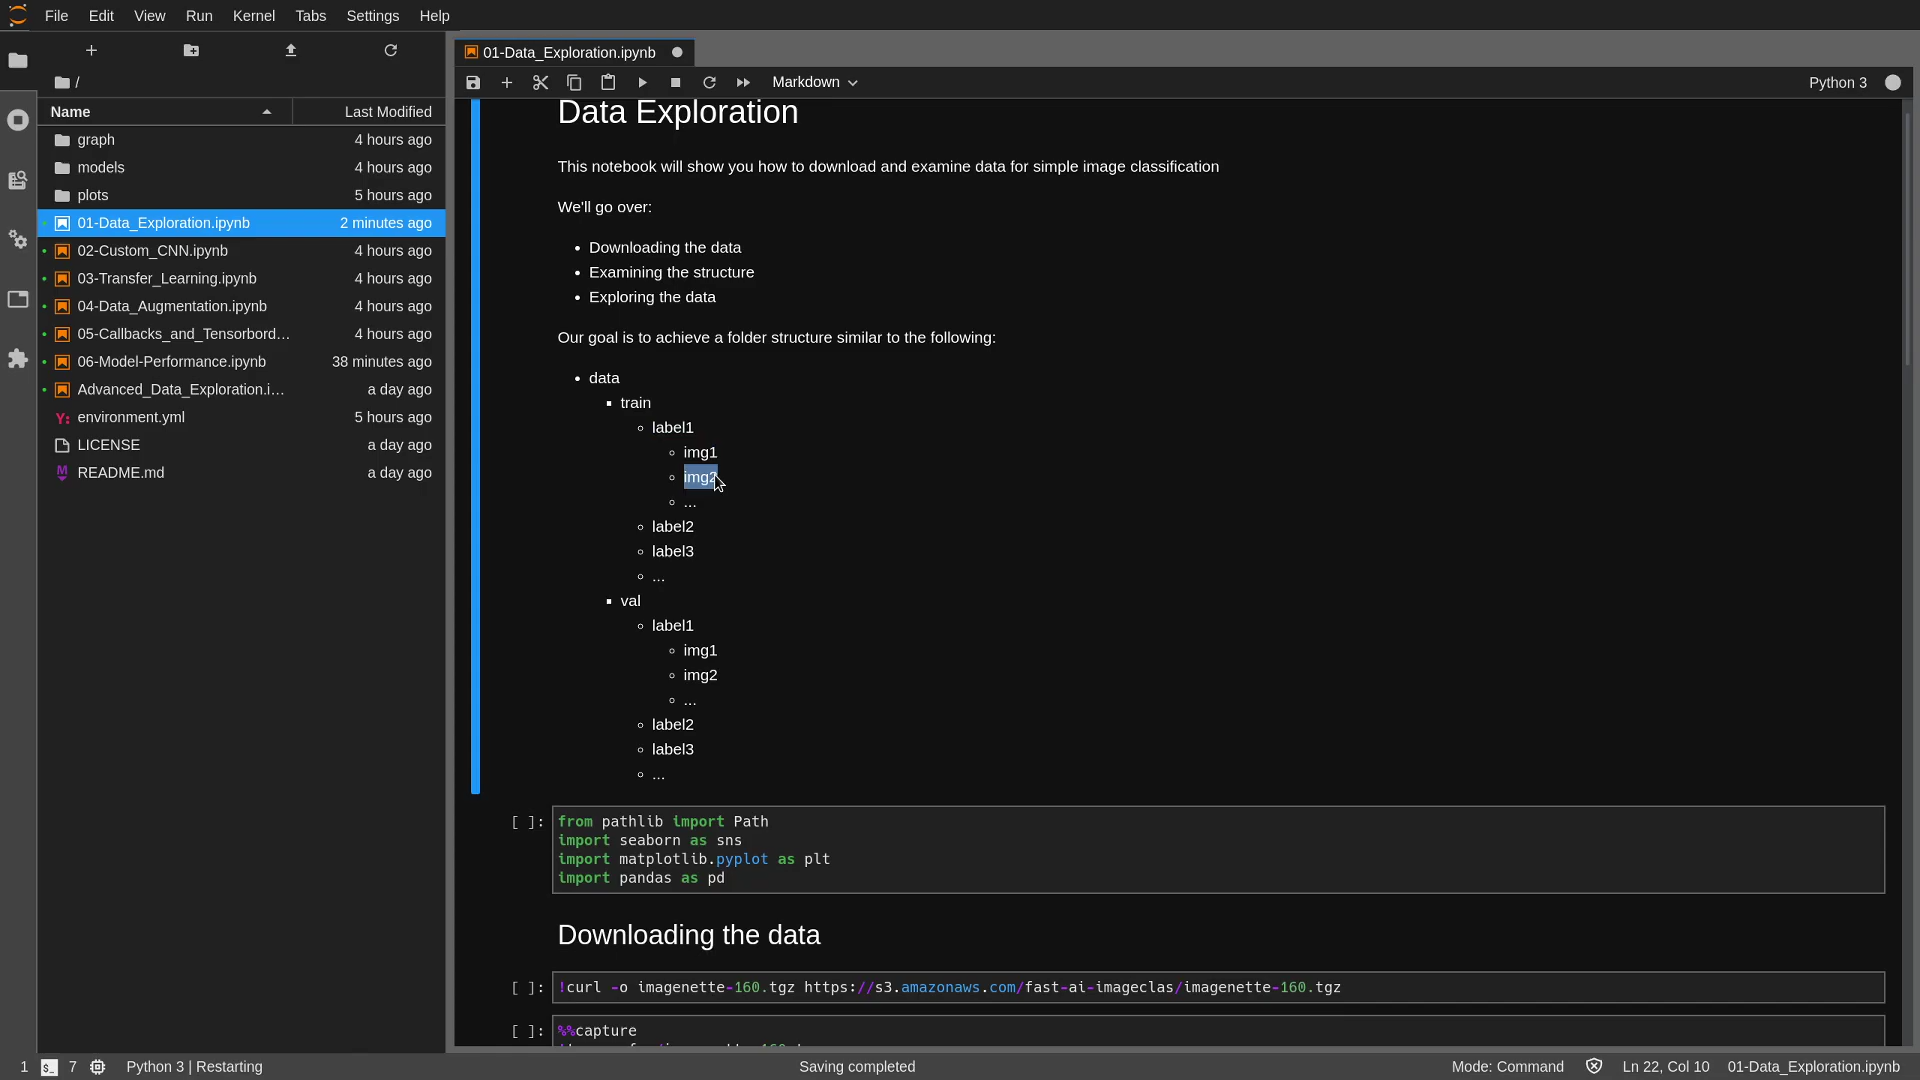 File Edit View Run Kernel Tabs Settings Help
/
Name Last Modified
graph 4 hours ago
models 4 hours ago
plots 5 hours ago
01-Data_Exploration.ipynb 2 minutes ago
02-Custom_CNN.ipynb 4 hours ago
03-Transfer_Learning.ipynb 4 hours ago
04-Data_Augmentation.ipynb 4 hours ago
05-Callbacks_and_Tensorbord... 4 hours ago
06-Model-Performance.ipynb 38 minutes ago
Advanced_Data_Exploration.i... a day ago
Y: environment.yml 5 hours ago
LICENSE a day ago
M README.md a day ago
01-Data_Exploration.ipynb
Markdown Python 3
Data Exploration
This notebook will show you how to download and examine data for simple image classification
We'll go over:
• Downloading the data
• Examining the structure
• Exploring the data
Our goal is to achieve a folder structure similar to the following:
• data
▪ train
◦ label1
◦ img1
◦ img2
◦ ...
◦ label2
◦ label3
◦ ...
▪ val
◦ label1
◦ img1
◦ img2
◦ ...
◦ label2
◦ label3
◦ ...
[ ]: from pathlib import Path
import seaborn as sns
import matplotlib.pyplot as plt
import pandas as pd
Downloading the data
[ ]: !curl -o imagenette-160.tgz https://s3.amazonaws.com/fast-ai-imageclas/imagenette-160.tgz
[ ]: %%capture
1 $_ 7 Python 3 | Restarting Saving completed Mode: Command Ln 22, Col 10 01-Data_Exploration.ipynb